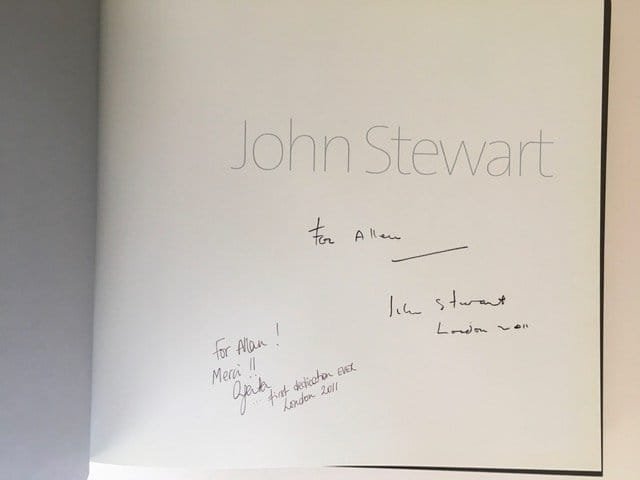 John Stewart
For Allan
John Stewart
London 2011
For Allan!
Merci!!
... first dedication EVER
London 2011